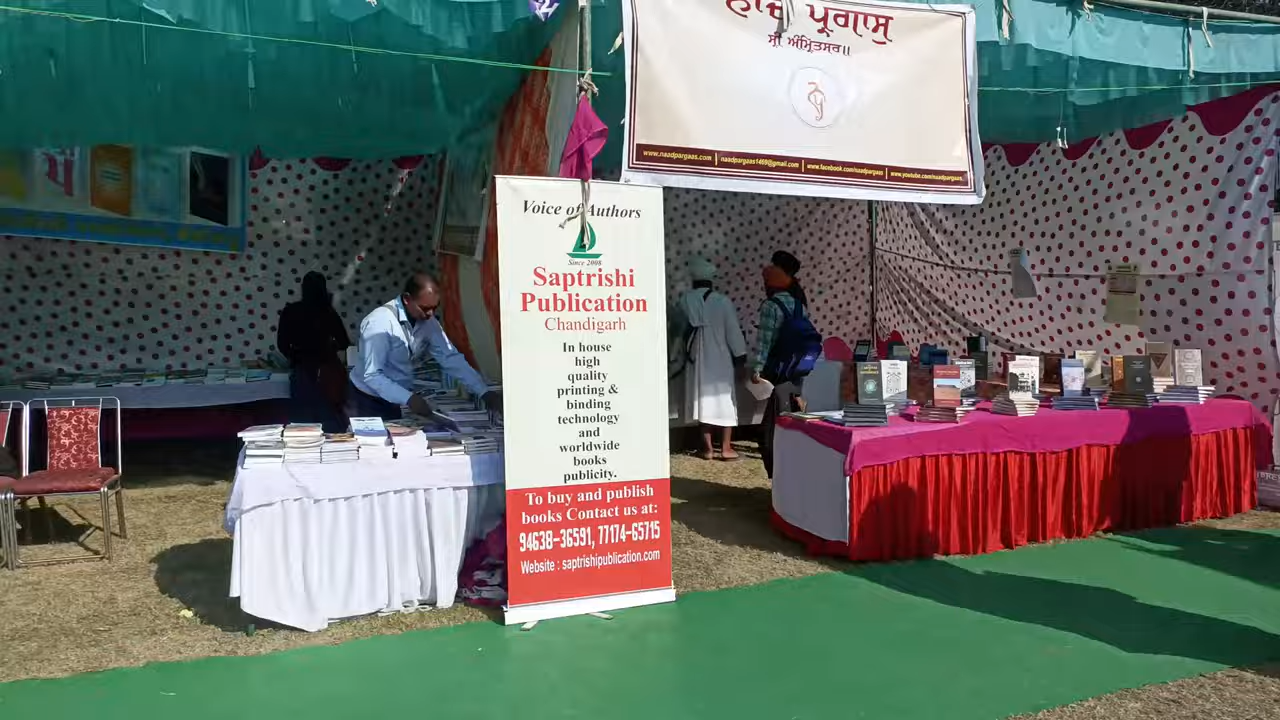 ਨਾਦ ਪ੍ਰਗਾਸੁ
ਸ੍ਰੀ ਅੰਮ੍ਰਿਤਸਰ॥
www.naadpargaas.com | naadpargaas1469@gmail.com | www.facebook.com/naadpargaas | www.youtube.com/naadpargaas
Voice of Authors
Since 2008
Saptrishi
Publication
Chandigarh
In house
high
quality
printing &
binding
technology
and
worldwide
books
publicity.
To buy and publish
books Contact us at:
94638-36591, 77174-65715
Website : saptrishipublication.com